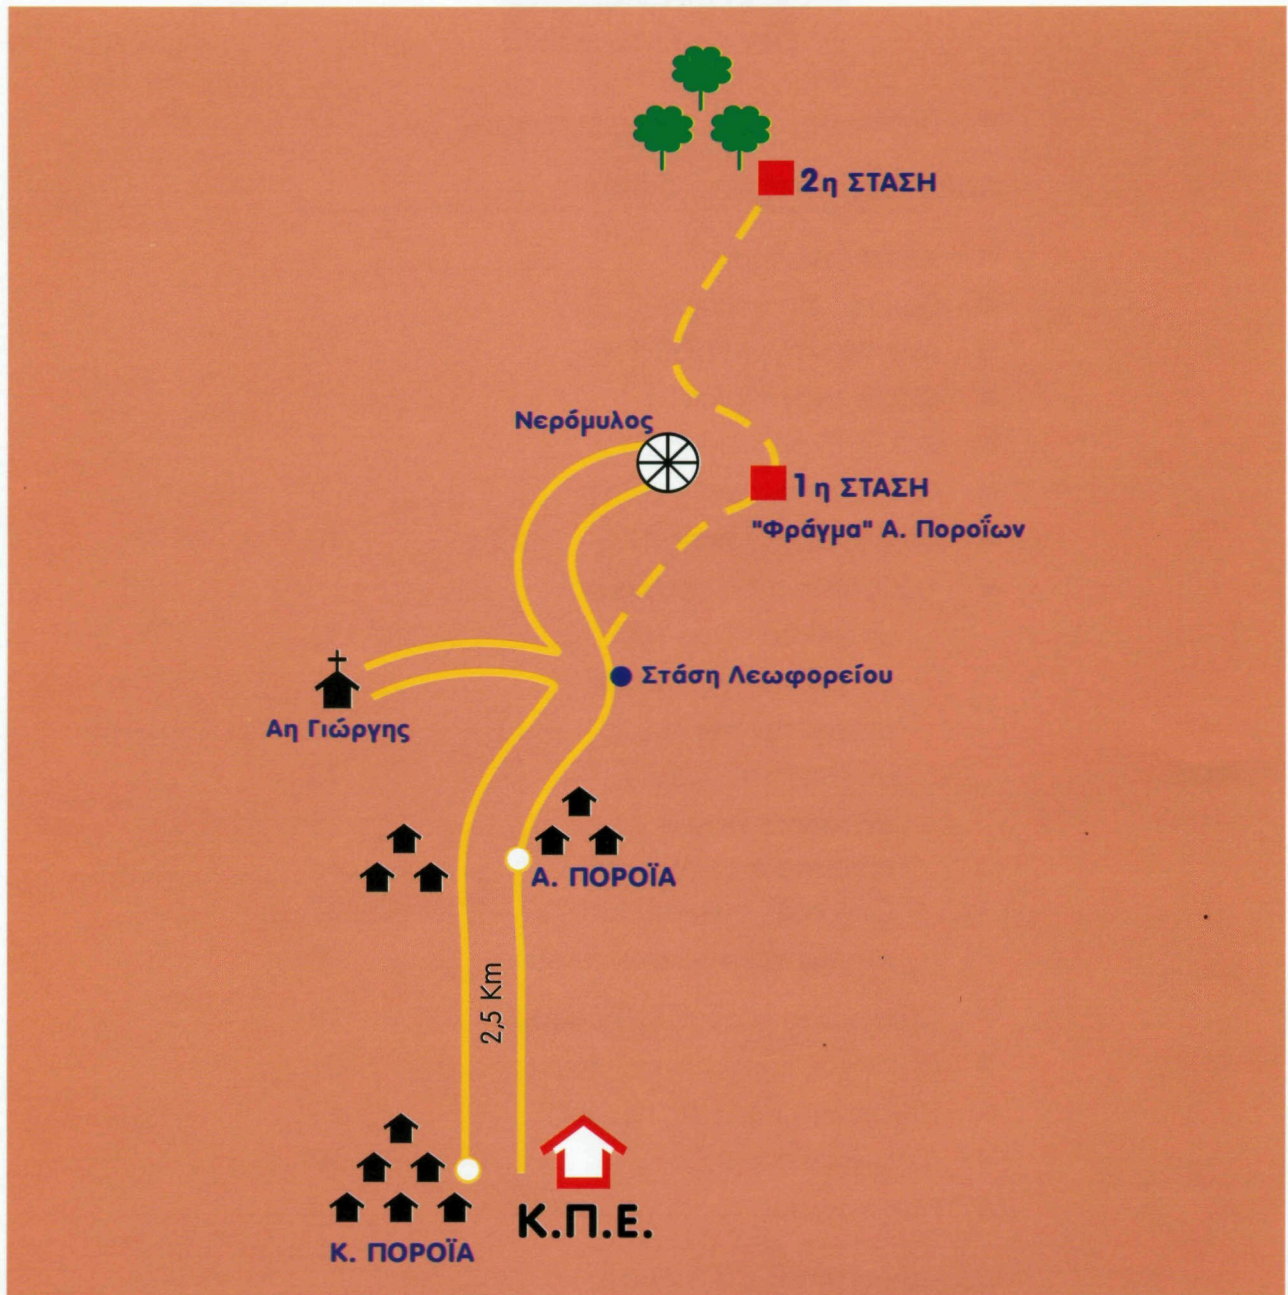 2η ΣΤΑΣΗ
Νερόμυλος
1η ΣΤΑΣΗ
"Φράγμα" Α. Ποροΐων
Στάση Λεωφορείου
Αη Γιώργης
Α. ΠΟΡΟΪΑ
2,5 Km
Κ.Π.Ε.
Κ. ΠΟΡΟΪΑ